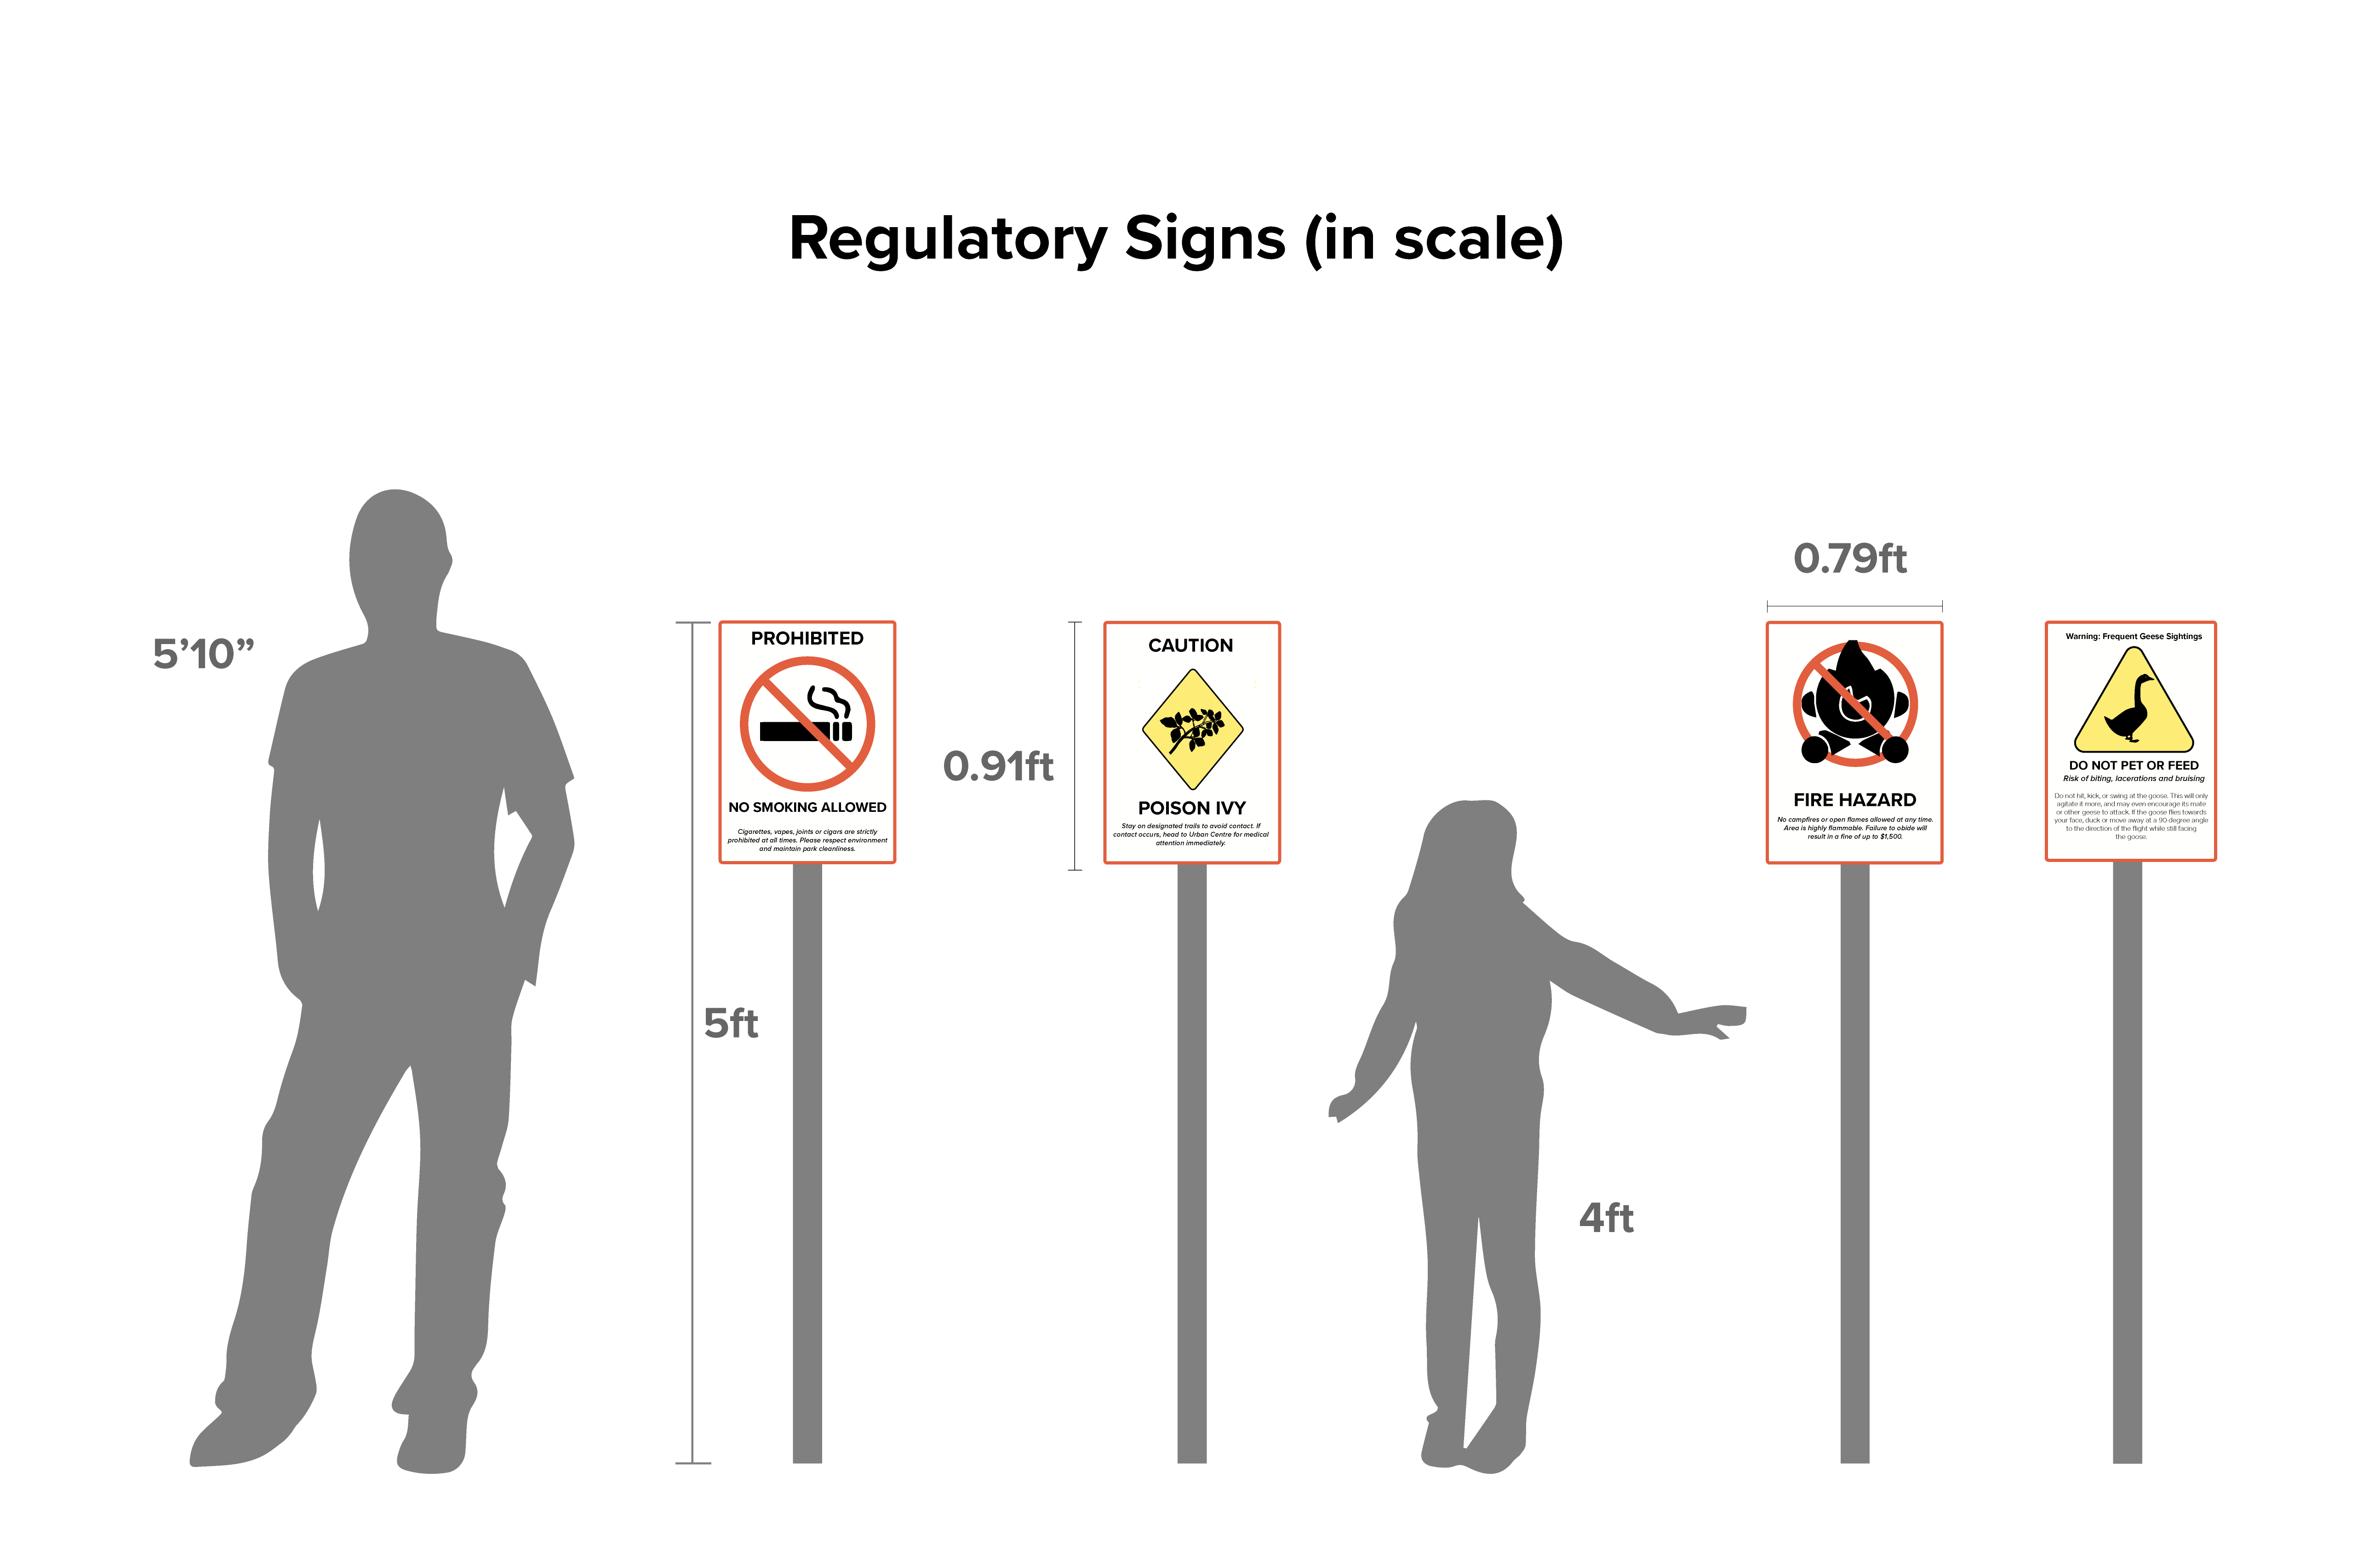 Regulatory Signs (in scale)
5’10”
5ft
PROHIBITED
NO SMOKING ALLOWED
Cigarettes, vapes, joints or cigars are strictly
prohibited at all times. Please respect environment
and maintain park cleanliness.
0.91ft
CAUTION
POISON IVY
Stay on designated trails to avoid contact. If
contact occurs, head to Urban Centre for medical
attention immediately.
4ft
0.79ft
FIRE HAZARD
No campfires or open flames allowed at any time.
Area is highly flammable. Failure to obide will
result in a fine of up to $1,500.
Warning: Frequent Geese Sightings
DO NOT PET OR FEED
Risk of biting, lacerations and bruising
Do not hit, kick, or swing at the goose. This will only
agitate it more, and may even encourage its mate
or other geese to attack. If the goose flies towards
your face, duck or move away at a 90 degree angle
to the direction of the flight while still facing
the goose.